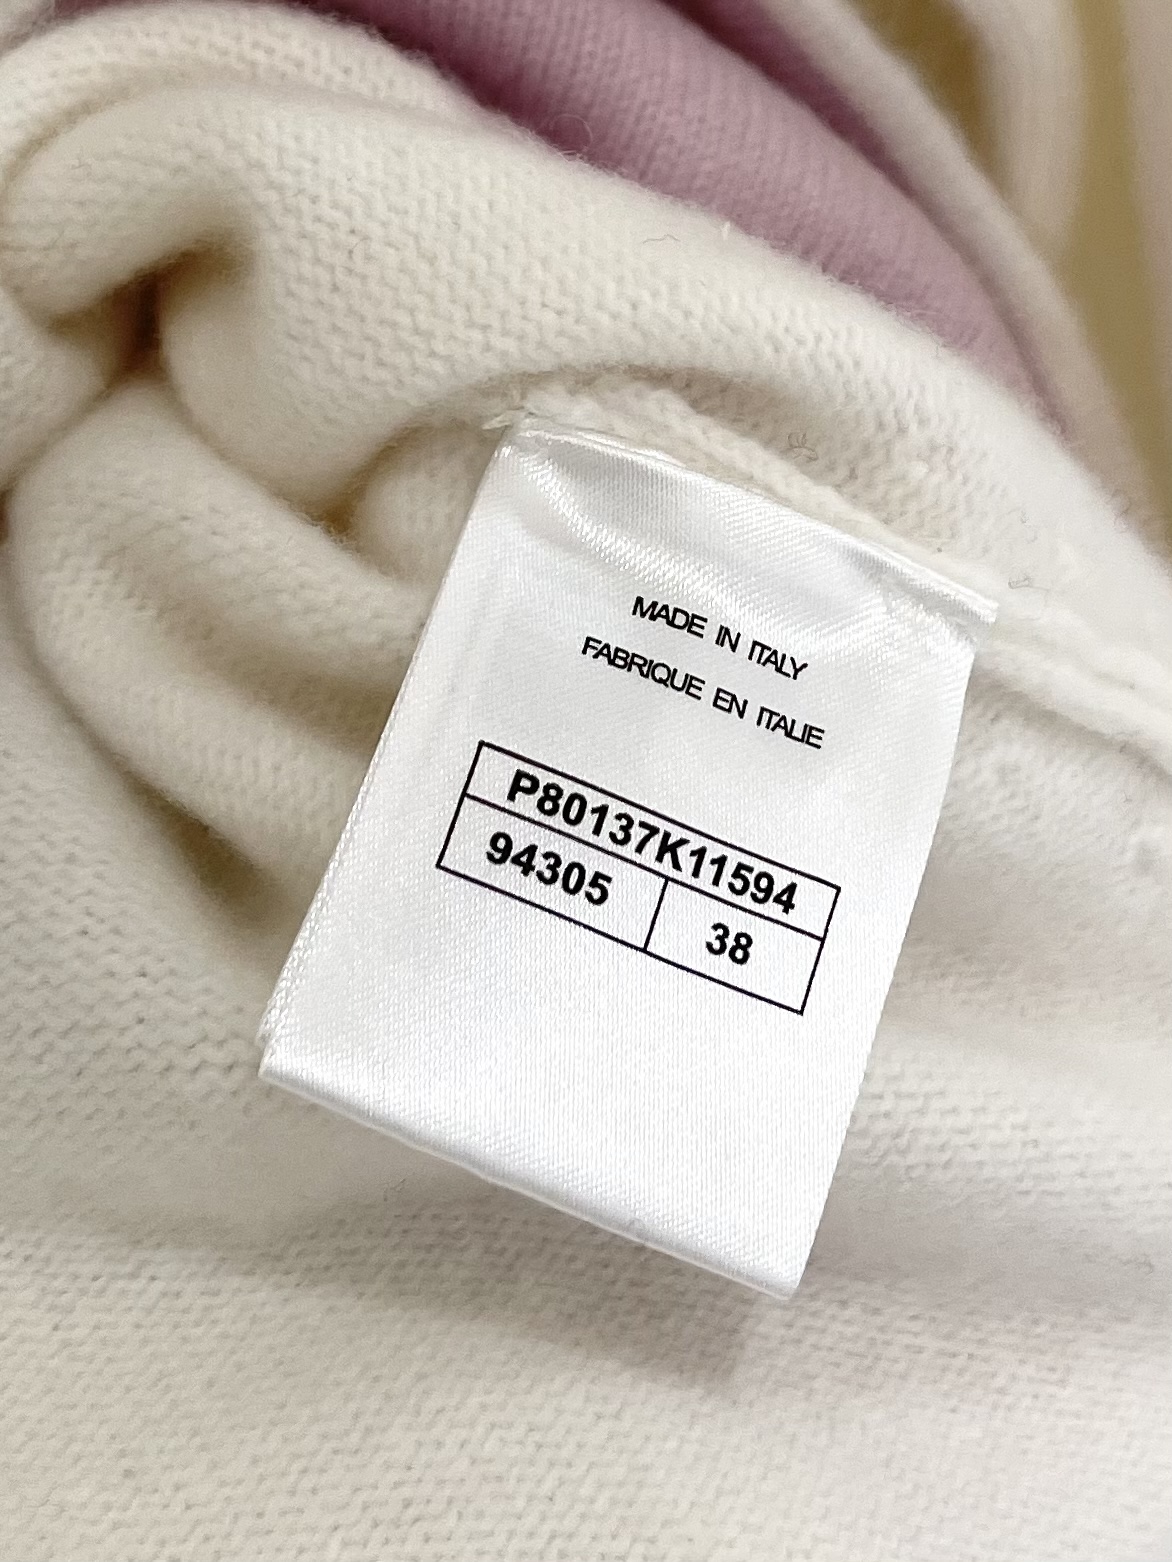 MADE IN ITALY
FABRIQUE EN ITALIE
P80137K11594
94305 38